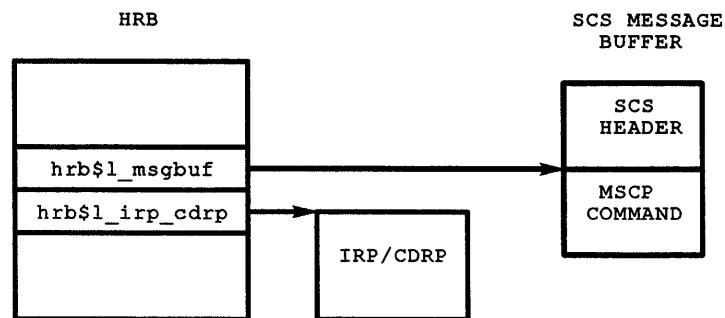 HRB
SCS MESSAGE
BUFFER
SCS
HEADER
hrb$l_msgbuf
MSCP
COMMAND
hrb$l_irp_cdrp
IRP/CDRP